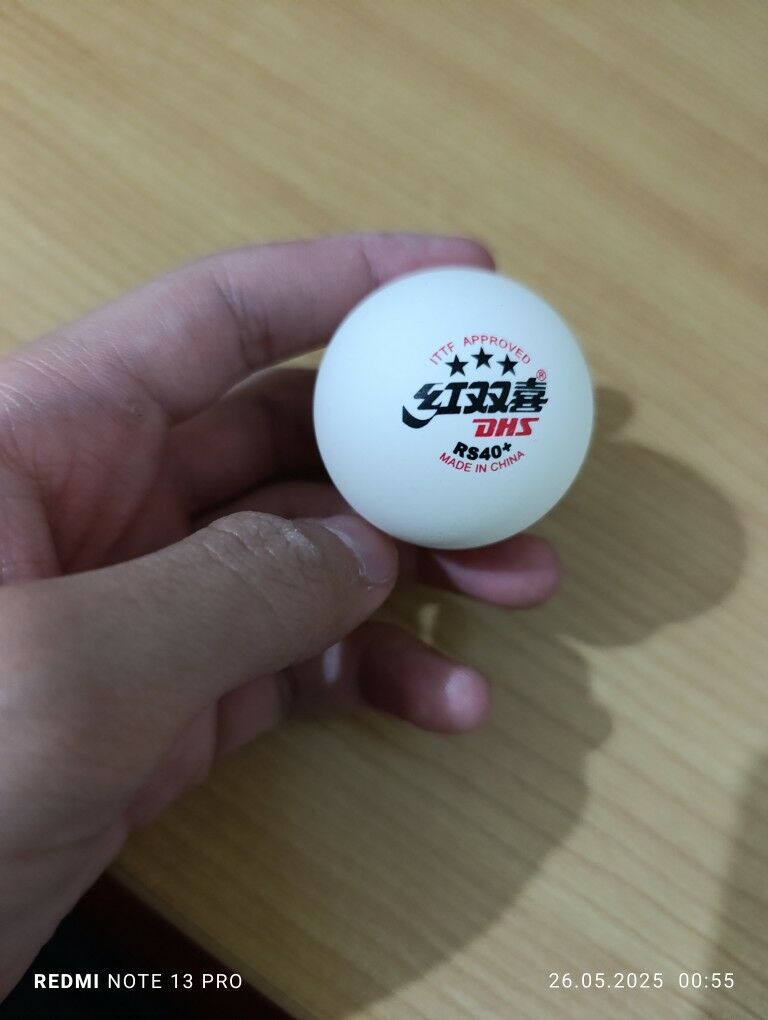 ITTF APPROVED
★★★
红双喜®
DHS
RS40+
MADE IN CHINA
REDMI NOTE 13 PRO
26.05.2025 00:55